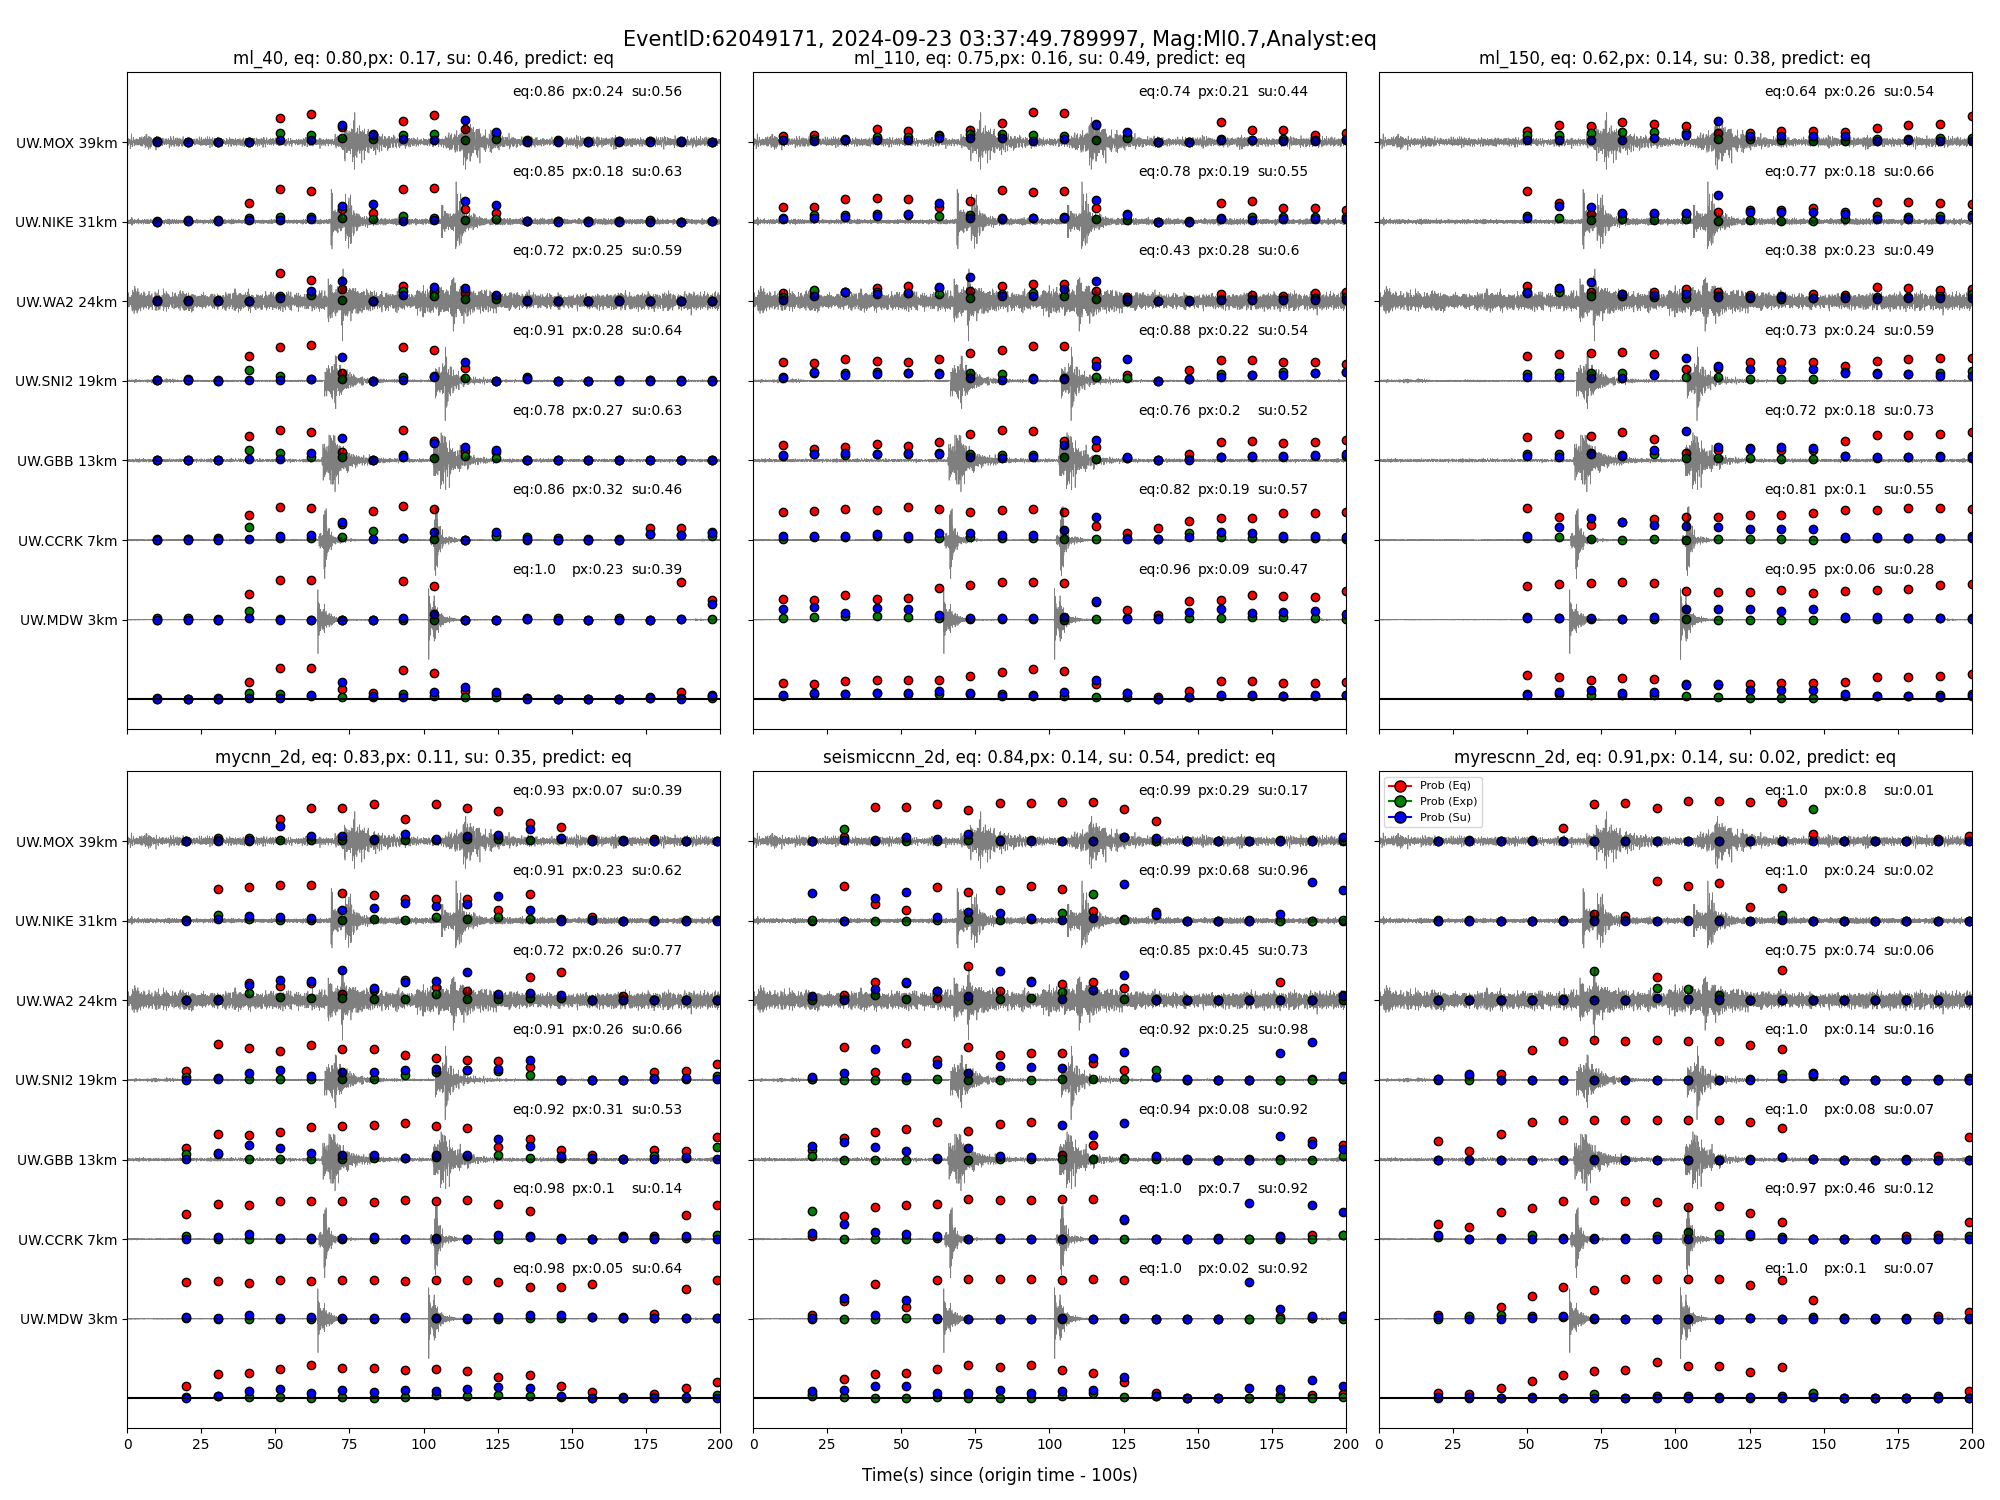 EventID:62049171, 2024-09-23 03:37:49.789997, Mag:Ml0.7,Analyst:eq
ml_40, eq: 0.80,px: 0.17, su: 0.46, predict: eq
eq:0.86 px:0.24 su:0.56
UW.MOX 39km
eq:0.85 px:0.18 su:0.63
UW.NIKE 31km
eq:0.72 px:0.25 su:0.59
UW.WA2 24km
eq:0.91 px:0.28 su:0.64
UW.SNI2 19km
eq:0.78 px:0.27 su:0.63
UW.GBB 13km
eq:0.86 px:0.32 su:0.46
UW.CCRK 7km
eq:1.0 px:0.23 su:0.39
UW.MDW 3km
ml_110, eq: 0.75,px: 0.16, su: 0.49, predict: eq
eq:0.74 px:0.21 su:0.44
eq:0.78 px:0.19 su:0.55
eq:0.43 px:0.28 su:0.6
eq:0.88 px:0.22 su:0.54
eq:0.76 px:0.2 su:0.52
eq:0.82 px:0.19 su:0.57
eq:0.96 px:0.09 su:0.47
ml_150, eq: 0.62,px: 0.14, su: 0.38, predict: eq
eq:0.64 px:0.26 su:0.54
eq:0.77 px:0.18 su:0.66
eq:0.38 px:0.23 su:0.49
eq:0.73 px:0.24 su:0.59
eq:0.72 px:0.18 su:0.73
eq:0.81 px:0.1 su:0.55
eq:0.95 px:0.06 su:0.28
mycnn_2d, eq: 0.83,px: 0.11, su: 0.35, predict: eq
eq:0.93 px:0.07 su:0.39
UW.MOX 39km
eq:0.91 px:0.23 su:0.62
UW.NIKE 31km
eq:0.72 px:0.26 su:0.77
UW.WA2 24km
eq:0.91 px:0.26 su:0.66
UW.SNI2 19km
eq:0.92 px:0.31 su:0.53
UW.GBB 13km
eq:0.98 px:0.1 su:0.14
UW.CCRK 7km
eq:0.98 px:0.05 su:0.64
UW.MDW 3km
0 25 50 75 100 125 150 175 200
seismiccnn_2d, eq: 0.84,px: 0.14, su: 0.54, predict: eq
eq:0.99 px:0.29 su:0.17
eq:0.99 px:0.68 su:0.96
eq:0.85 px:0.45 su:0.73
eq:0.92 px:0.25 su:0.98
eq:0.94 px:0.08 su:0.92
eq:1.0 px:0.7 su:0.92
eq:1.0 px:0.02 su:0.92
0 25 50 75 100 125 150 175 200
myrescnn_2d, eq: 0.91,px: 0.14, su: 0.02, predict: eq
Prob (Eq)
Prob (Exp)
Prob (Su)
eq:1.0 px:0.8 su:0.01
eq:1.0 px:0.24 su:0.02
eq:0.75 px:0.74 su:0.06
eq:1.0 px:0.14 su:0.16
eq:1.0 px:0.08 su:0.07
eq:0.97 px:0.46 su:0.12
eq:1.0 px:0.1 su:0.07
0 25 50 75 100 125 150 175 200
Time(s) since (origin time - 100s)